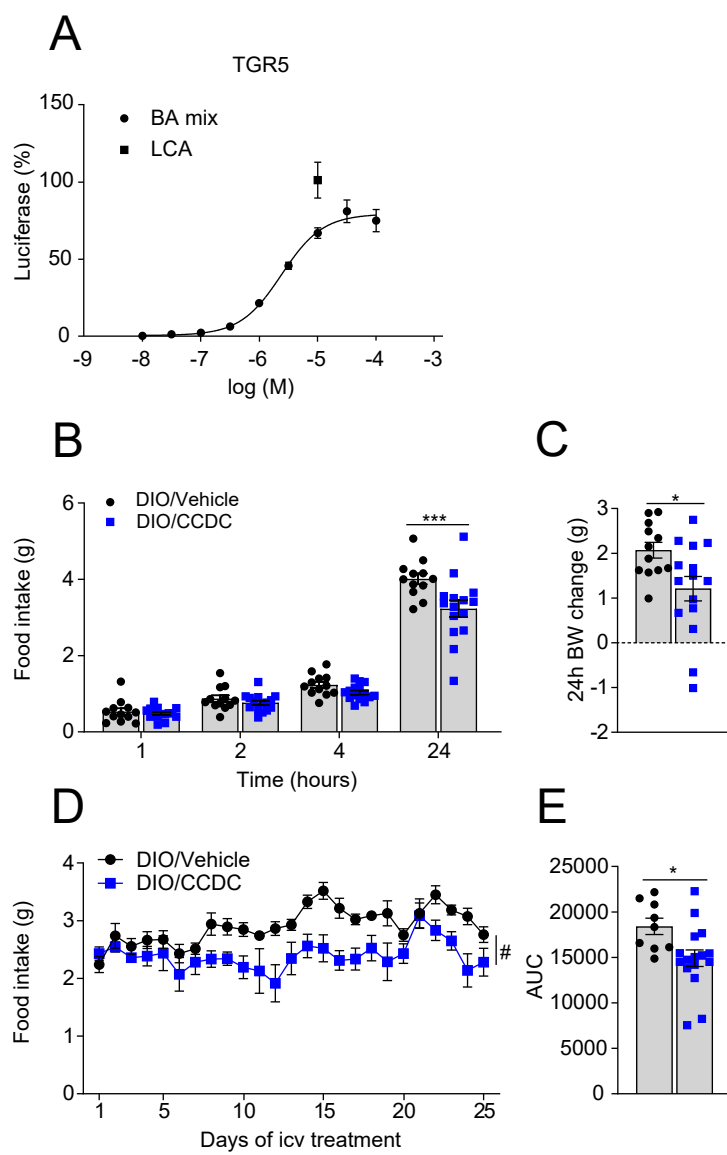 A
TGR5
150
100
50
0
Luciferase (%)
BA mix
LCA
-9 -8 -7 -6 -5 -4 -3
log (M)
B
6
4
2
0
Food intake (g)
DIO/Vehicle
DIO/CCDC
***
1 2 4 24
Time (hours)
C
3
2
1
0
-1
-2
24h BW change (g)
*
D
4
3
2
1
0
Food intake (g)
DIO/Vehicle
DIO/CCDC
#
1 5 10 15 20 25
Days of icv treatment
E
25000
20000
15000
10000
5000
0
AUC
*